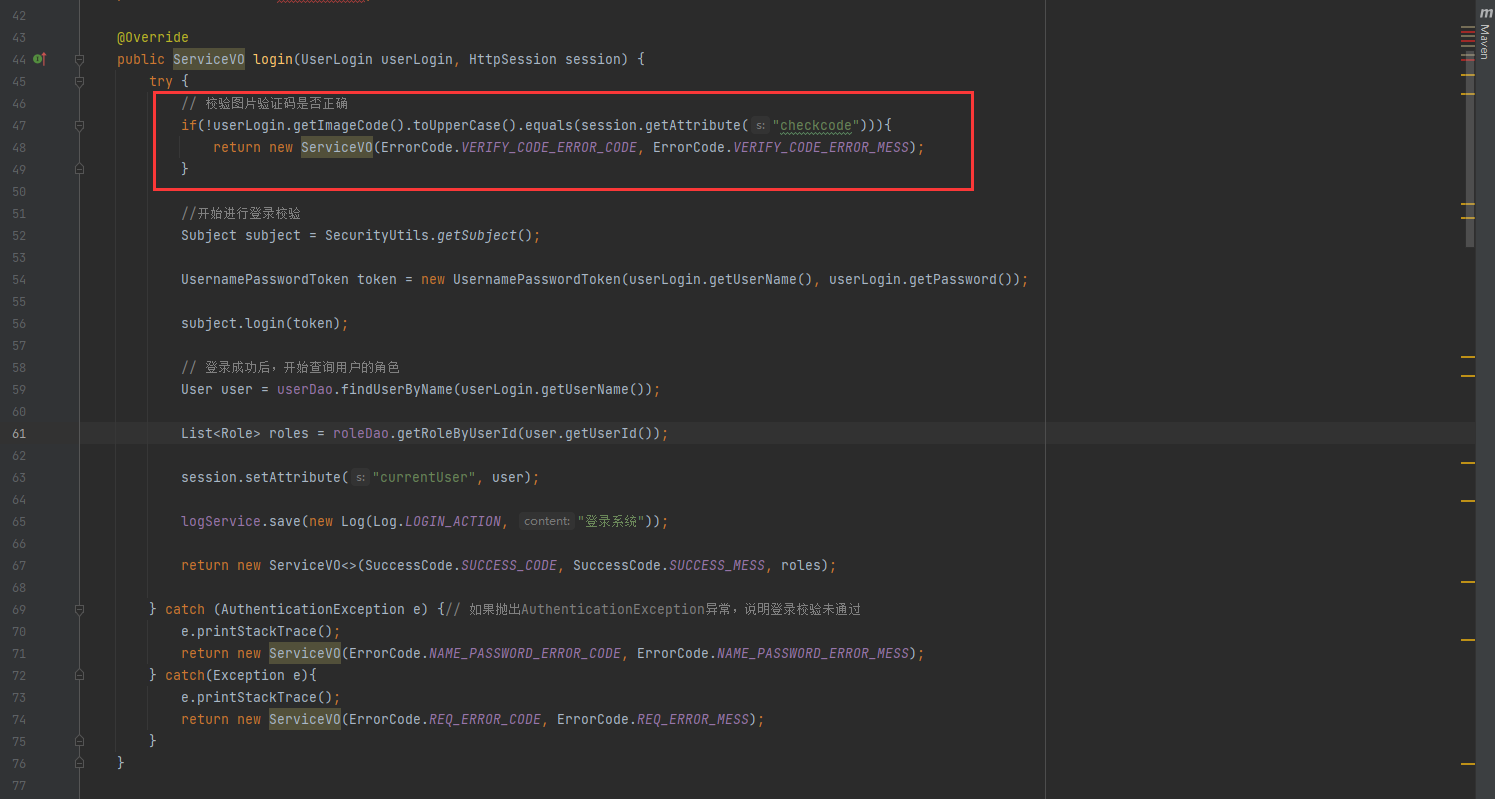 42
43 @Override
44 public ServiceVO login(UserLogin userLogin, HttpSession session) {
45 try {
46 // 校验图片验证码是否正确
47 if(!userLogin.getImageCode().toUpperCase().equals(session.getAttribute( s: "checkcode"))){
48 return new ServiceVO(ErrorCode.VERIFY_CODE_ERROR_CODE, ErrorCode.VERIFY_CODE_ERROR_MESS);
49 }
50
51 //开始进行登录校验
52 Subject subject = SecurityUtils.getSubject();
53
54 UsernamePasswordToken token = new UsernamePasswordToken(userLogin.getUserName(), userLogin.getPassword());
55
56 subject.login(token);
57
58 // 登录成功后，开始查询用户的角色
59 User user = userDao.findUserByName(userLogin.getUserName());
60
61 List<Role> roles = roleDao.getRoleByUserId(user.getUserId());
62
63 session.setAttribute( s: "currentUser", user);
64
65 logService.save(new Log(Log.LOGIN_ACTION, content: "登录系统"));
66
67 return new ServiceVO<>(SuccessCode.SUCCESS_CODE, SuccessCode.SUCCESS_MESS, roles);
68
69 } catch (AuthenticationException e) {// 如果抛出AuthenticationException异常，说明登录校验未通过
70 e.printStackTrace();
71 return new ServiceVO(ErrorCode.NAME_PASSWORD_ERROR_CODE, ErrorCode.NAME_PASSWORD_ERROR_MESS);
72 } catch(Exception e){
73 e.printStackTrace();
74 return new ServiceVO(ErrorCode.REQ_ERROR_CODE, ErrorCode.REQ_ERROR_MESS);
75 }
76 }
77
m
Maven